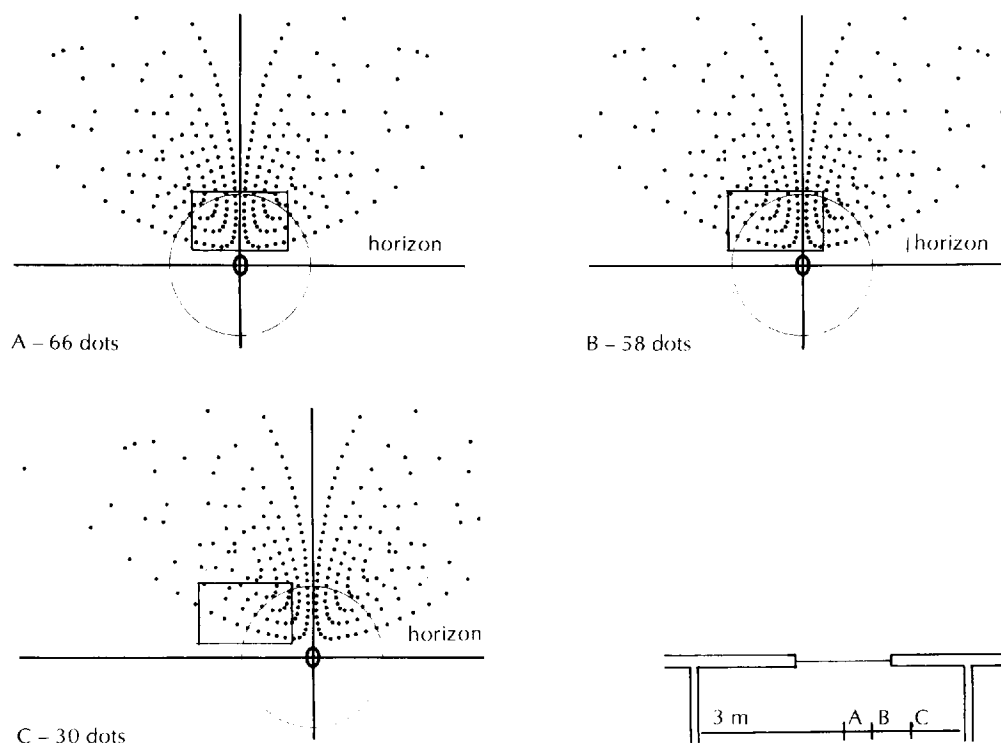 horizon
A – 66 dots
horizon
B – 58 dots
horizon
C – 30 dots
3 m A B C